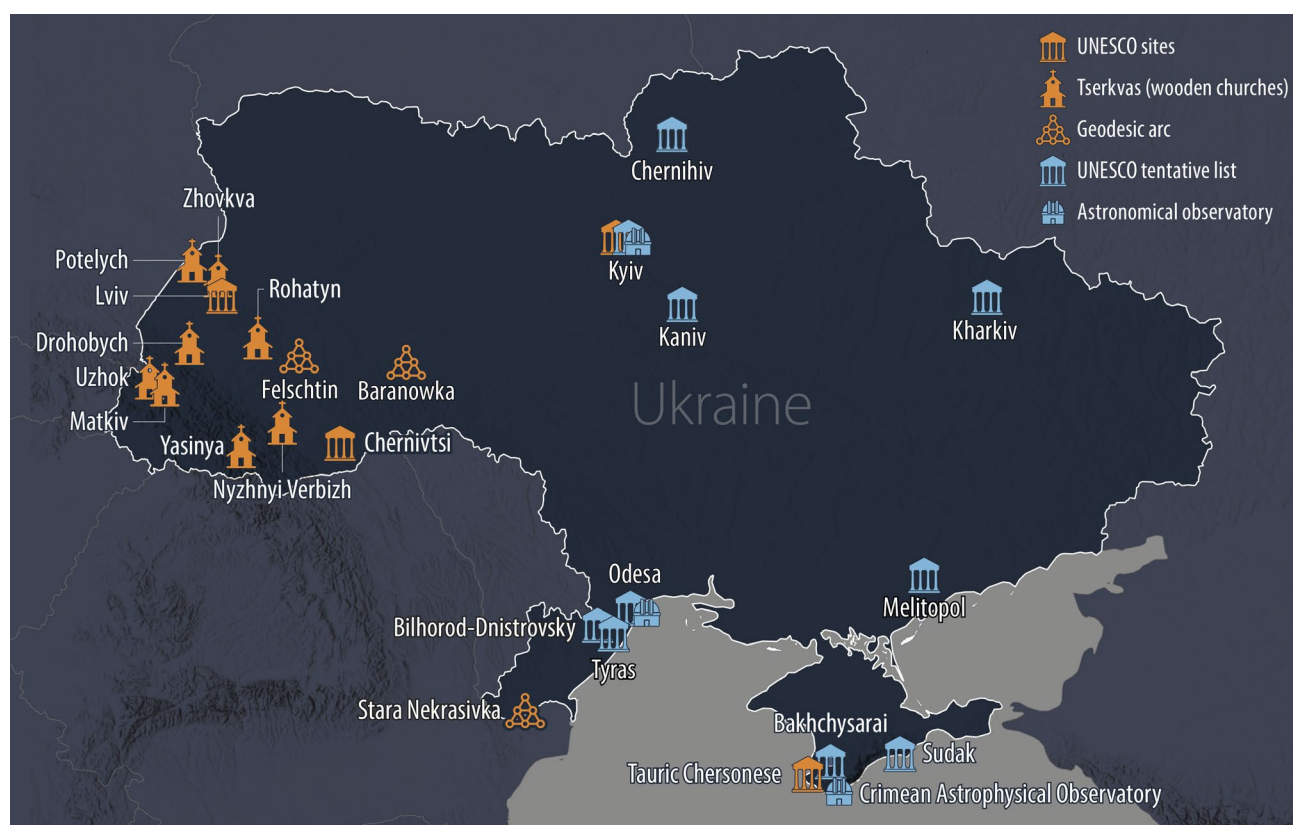 UNESCO sites
Tserkvas (wooden churches)
Geodesic arc
UNESCO tentative list
Astronomical observatory
Chernihiv
Zhovkva
Potelych
Lviv
Rohatyn
Kyiv
Kaniv
Kharkiv
Drohobych
Uzhok
Felschtin
Baranowka
Matkiv
Ukraine
Yasinya
Chernivtsi
Nyzhnyi Verbizh
Odesa
Melitopol
Bilhorod-Dnistrovsky
Tyras
Stara Nekrasivka
Bakhchysarai
Sudak
Tauric Chersonese
Crimean Astrophysical Observatory